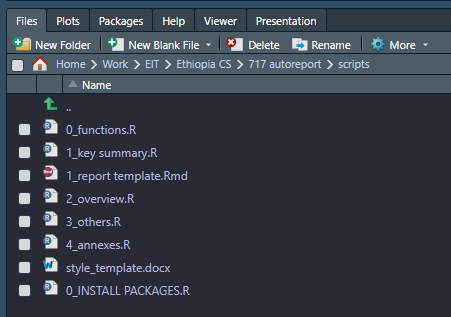 Files Plots Packages Help Viewer Presentation
New Folder New Blank File Delete Rename More
Home Work EIT Ethiopia CS 717 autoreport scripts
Name
..
0_functions.R
1_key summary.R
1_report template.Rmd
2_overview.R
3_others.R
4_annexes.R
style_template.docx
0_INSTALL PACKAGES.R